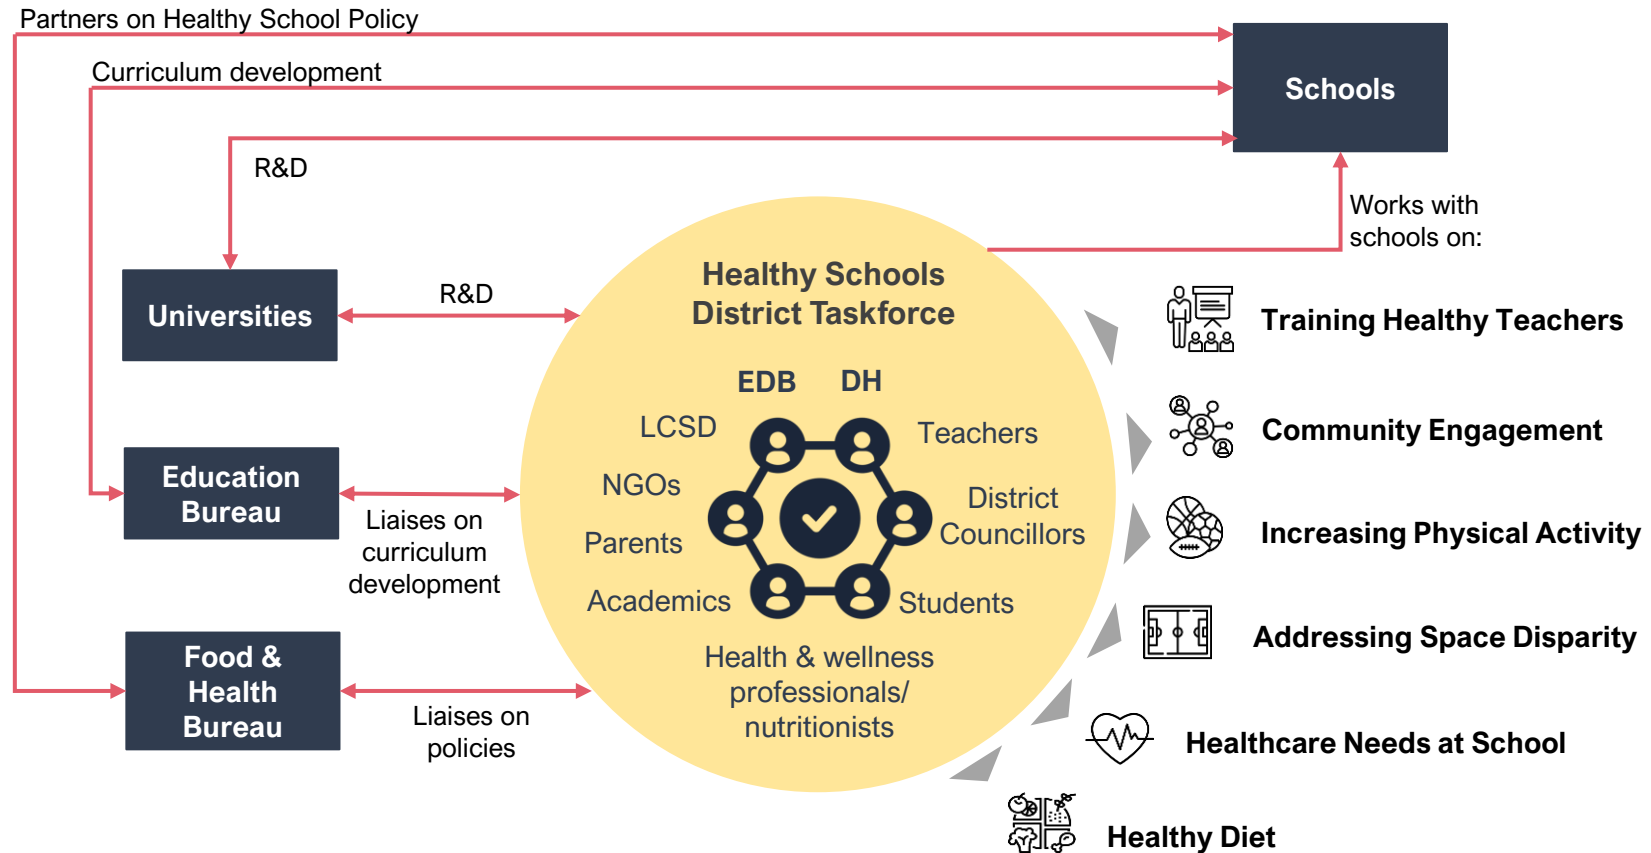 Partners on Healthy School Policy
Curriculum development
Schools
R&D
Works with
schools on:
Universities
R&D
Healthy Schools
District Taskforce
EDB
DH
LCSD
Teachers
NGOs
District
Councillors
Parents
Academics
Students
Health & wellness
professionals/
nutritionists
Education
Bureau
Liaises on
curriculum
development
Food &
Health
Bureau
Liaises on
policies
Training Healthy Teachers
Community Engagement
Increasing Physical Activity
Addressing Space Disparity
Healthcare Needs at School
Healthy Diet